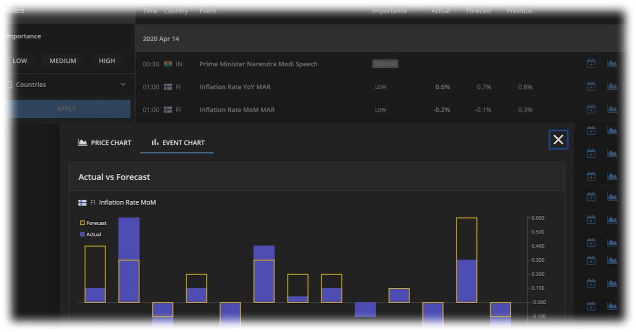 Time Country Event Importance Actual Forecast Previous
Importance
2020 Apr 14
LOW MEDIUM HIGH
00:30 IN Prime Minister Narendra Modi Speech MEDIUM
Countries
01:00 FI Inflation Rate YoY MAR LOW 0.6% 0.7% 0.8%
APPLY
01:00 FI Inflation Rate MoM MAR LOW -0.2% -0.1% 0.3%
PRICE CHART EVENT CHART
Actual vs Forecast
FI Inflation Rate MoM
Forecast
Actual
0.600
0.500
0.400
0.300
0.200
0.100
-0.000
-0.100